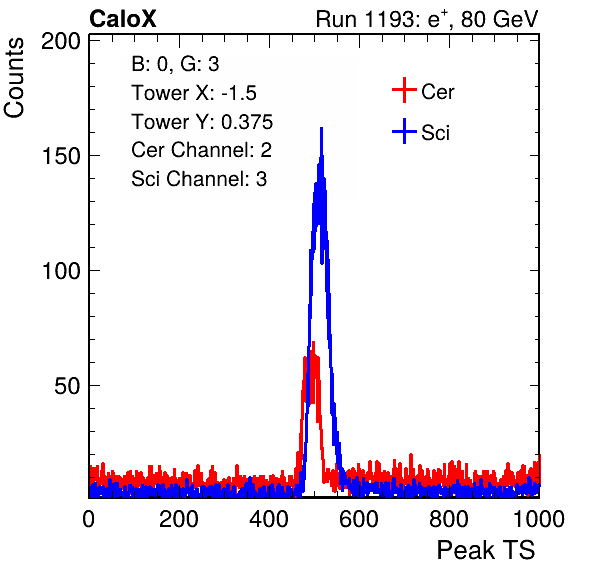 CaloX
Run 1193: e+, 80 GeV
Counts
B: 0, G: 3
Tower X: -1.5
Tower Y: 0.375
Cer Channel: 2
Sci Channel: 3
Cer
Sci
200
150
100
50
0 200 400 600 800 1000
Peak TS